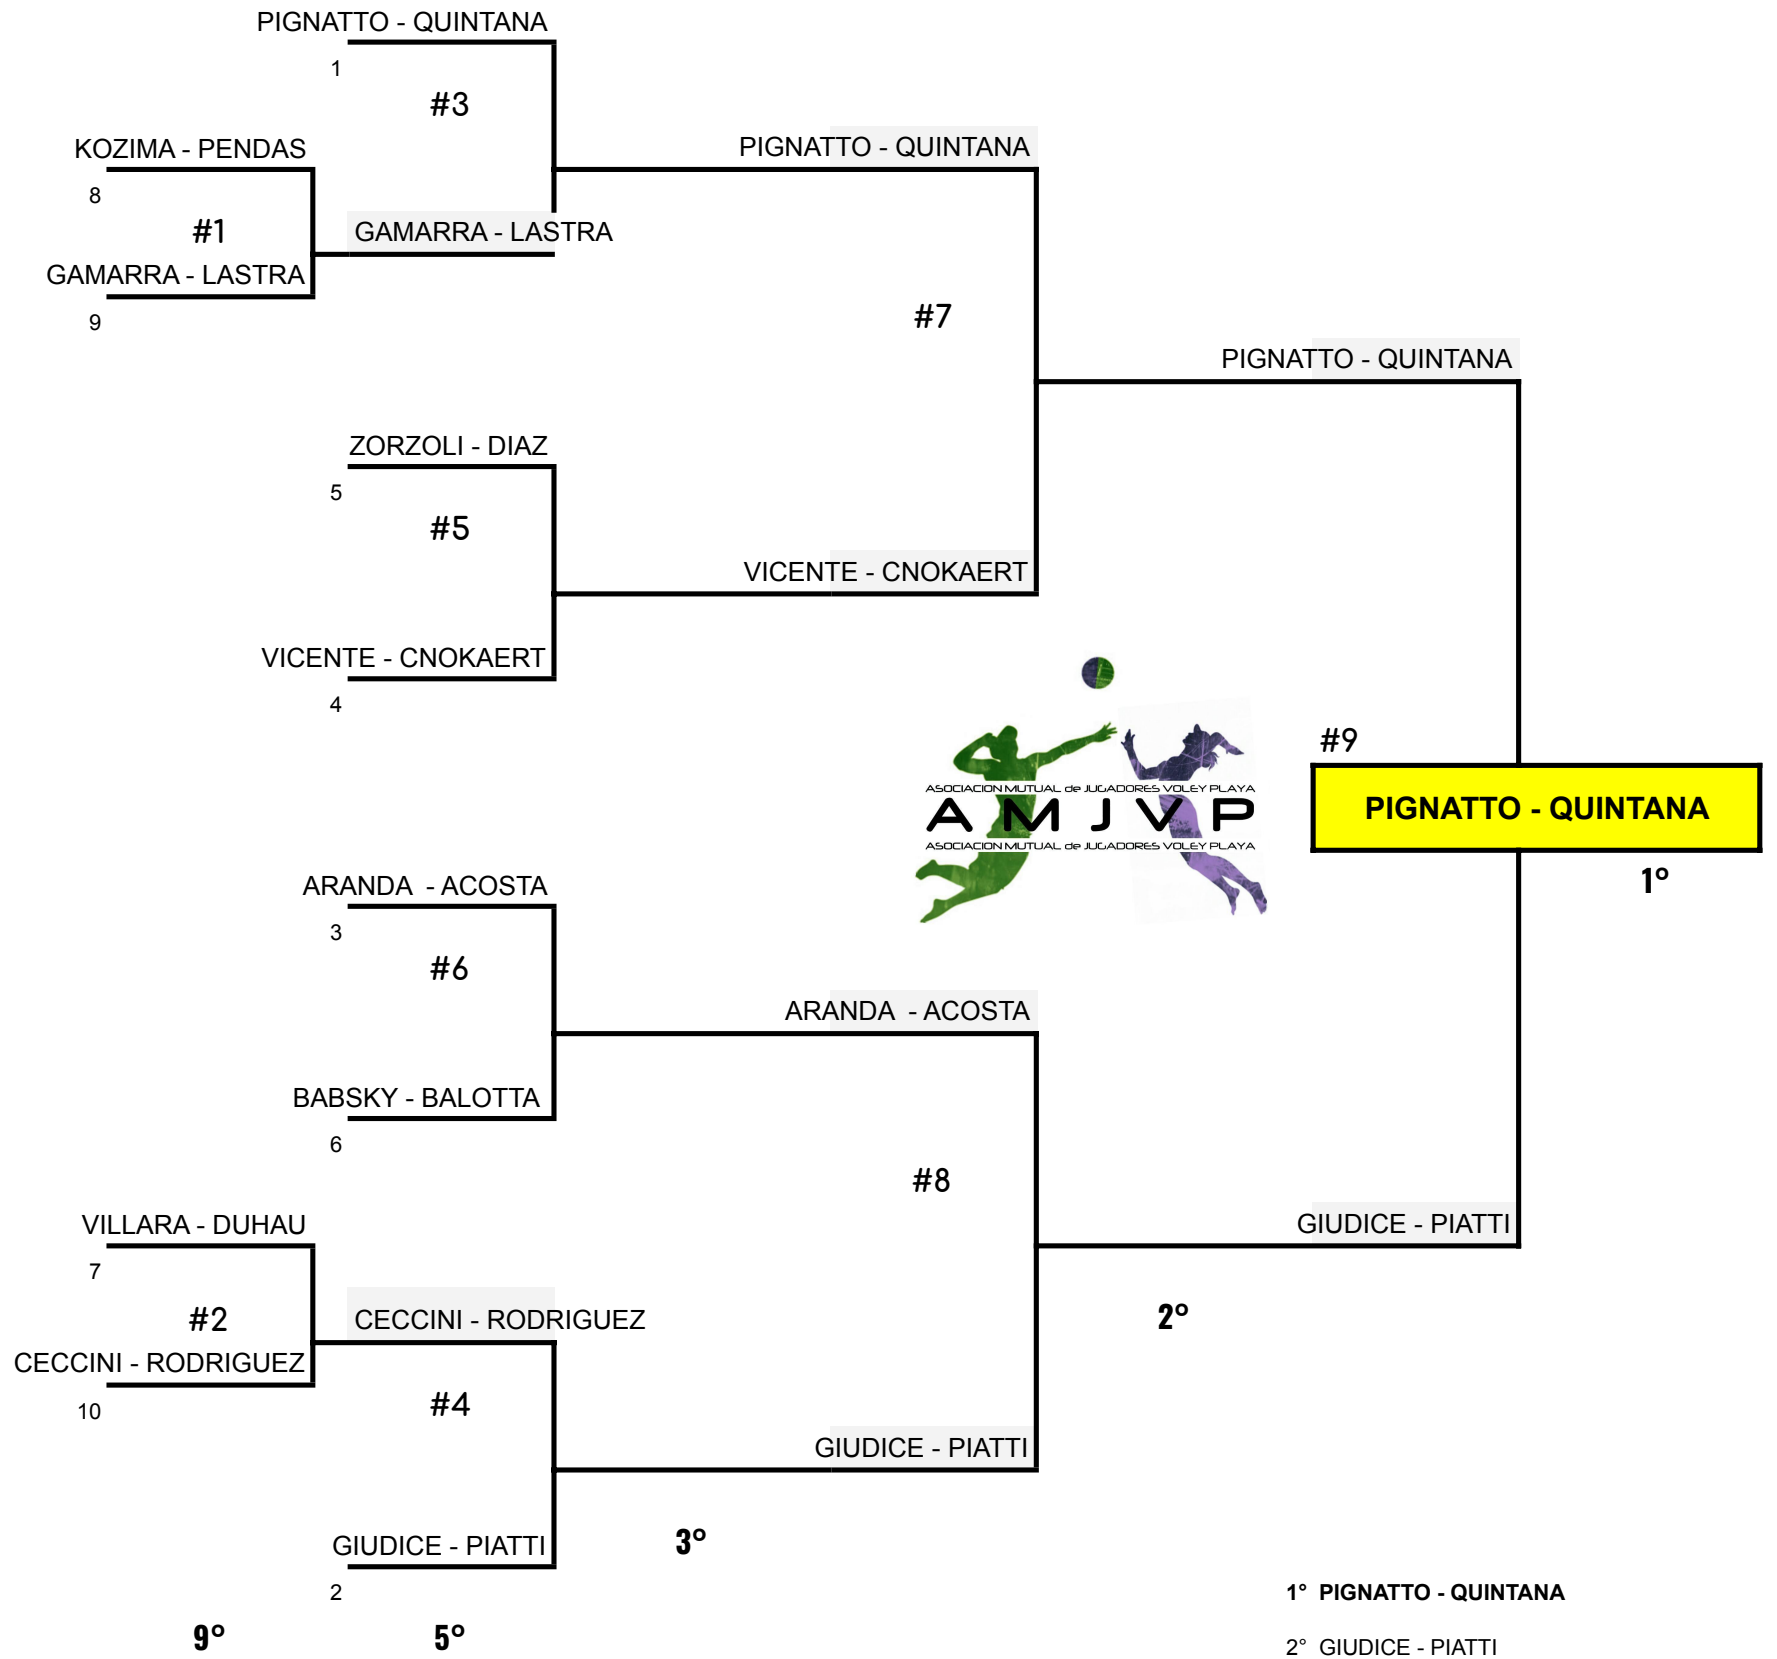 PIGNATTO - QUINTANA
1
#3
KOZIMA - PENDAS
PIGNATTO - QUINTANA
8
#1
GAMARRA - LASTRA
GAMARRA - LASTRA
9
#7
PIGNATTO - QUINTANA
ZORZOLI - DIAZ
5
#5
VICENTE - CNOKAERT
VICENTE - CNOKAERT
4
#9
ASOCIACION MUTUAL de JUGADORES VOLEY PLAYA
AMJVP
ASOCIACION MUTUAL de JUGADORES VOLEY PLAYA
PIGNATTO - QUINTANA
1°
ARANDA - ACOSTA
3
#6
ARANDA - ACOSTA
BABSKY - BALOTTA
6
#8
VILLARA - DUHAU
GIUDICE - PIATTI
7
#2
CECCINI - RODRIGUEZ
2°
CECCINI - RODRIGUEZ
10
#4
GIUDICE - PIATTI
GIUDICE - PIATTI
3°
2
1° PIGNATTO - QUINTANA
9°
5°
2° GIUDICE - PIATTI